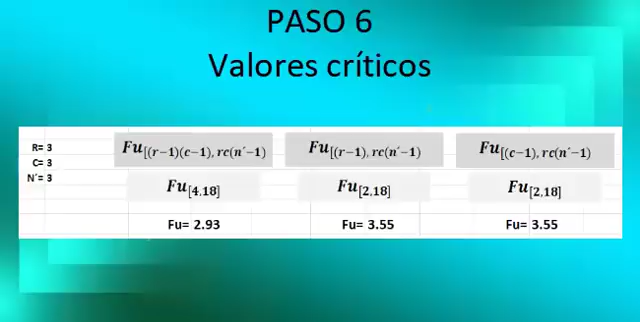 PASO 6
Valores críticos
R= 3
C= 3
N´= 3
Fu[(r−1)(c−1), rc(n´−1)
Fu[(r−1), rc(n´−1)
Fu[(c−1), rc(n´−1)
Fu[4,18]
Fu[2,18]
Fu[2,18]
Fu= 2.93
Fu= 3.55
Fu= 3.55